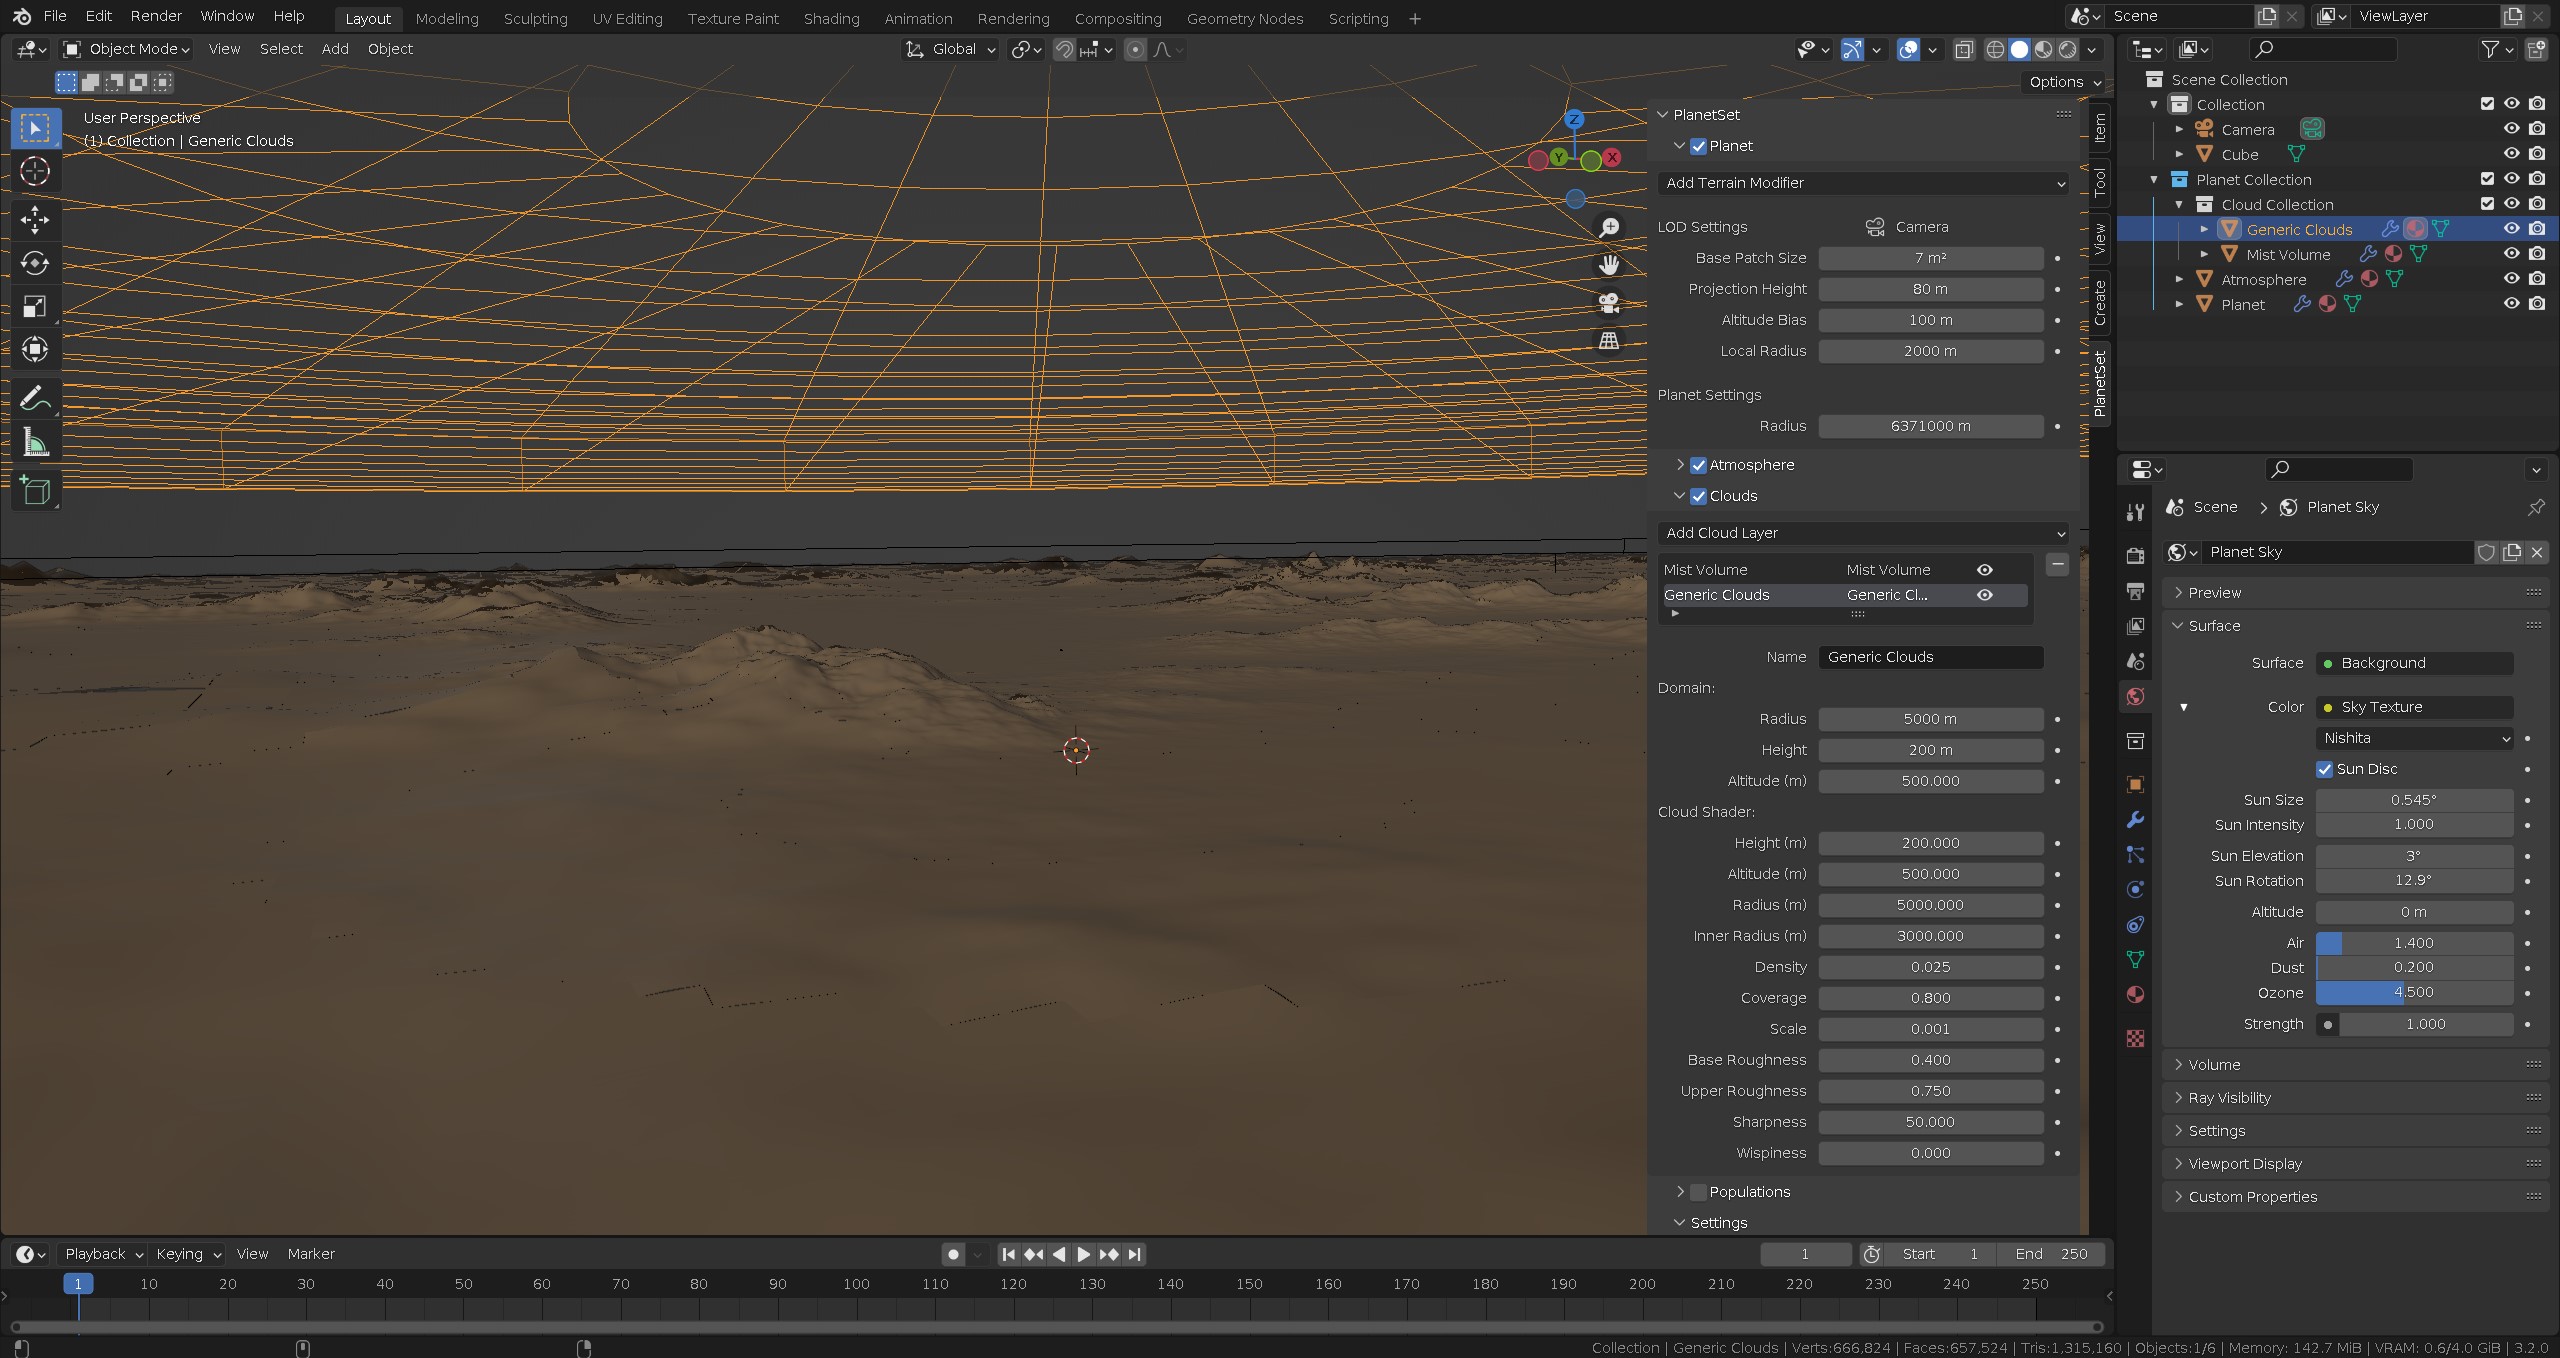 File Edit Render Window Help Layout Modeling Sculpting UV Editing Texture Paint Shading Animation Rendering Compositing Geometry Nodes Scripting + Scene ViewLayer
Object Mode View Select Add Object Global
Options
User Perspective
(1) Collection | Generic Clouds
Z
Y
X
Item
Tool
View
Create
PlanetSet
PlanetSet
Planet
Add Terrain Modifier
LOD Settings Camera
Base Patch Size 7 m²
Projection Height 80 m
Altitude Bias 100 m
Local Radius 2000 m
Planet Settings
Radius 6371000 m
Atmosphere
Clouds
Add Cloud Layer
Mist Volume Mist Volume
Generic Clouds Generic Cl...
Name Generic Clouds
Domain:
Radius 5000 m
Height 200 m
Altitude (m) 500.000
Cloud Shader:
Height (m) 200.000
Altitude (m) 500.000
Radius (m) 5000.000
Inner Radius (m) 3000.000
Density 0.025
Coverage 0.800
Scale 0.001
Base Roughness 0.400
Upper Roughness 0.750
Sharpness 50.000
Wispiness 0.000
Populations
Settings
Scene Collection
Collection
Camera
Cube
Planet Collection
Cloud Collection
Generic Clouds
Mist Volume
Atmosphere
Planet
Scene > Planet Sky
Planet Sky
Preview
Surface
Surface Background
Color Sky Texture
Nishita
Sun Disc
Sun Size 0.545°
Sun Intensity 1.000
Sun Elevation 3°
Sun Rotation 12.9°
Altitude 0 m
Air 1.400
Dust 0.200
Ozone 4.500
Strength 1.000
Volume
Ray Visibility
Settings
Viewport Display
Custom Properties
Playback Keying View Marker 1 Start 1 End 250
1 10 20 30 40 50 60 70 80 90 100 110 120 130 140 150 160 170 180 190 200 210 220 230 240 250
Collection | Generic Clouds | Verts:666,824 | Faces:657,524 | Tris:1,315,160 | Objects:1/6 | Memory: 142.7 MiB | VRAM: 0.6/4.0 GiB | 3.2.0